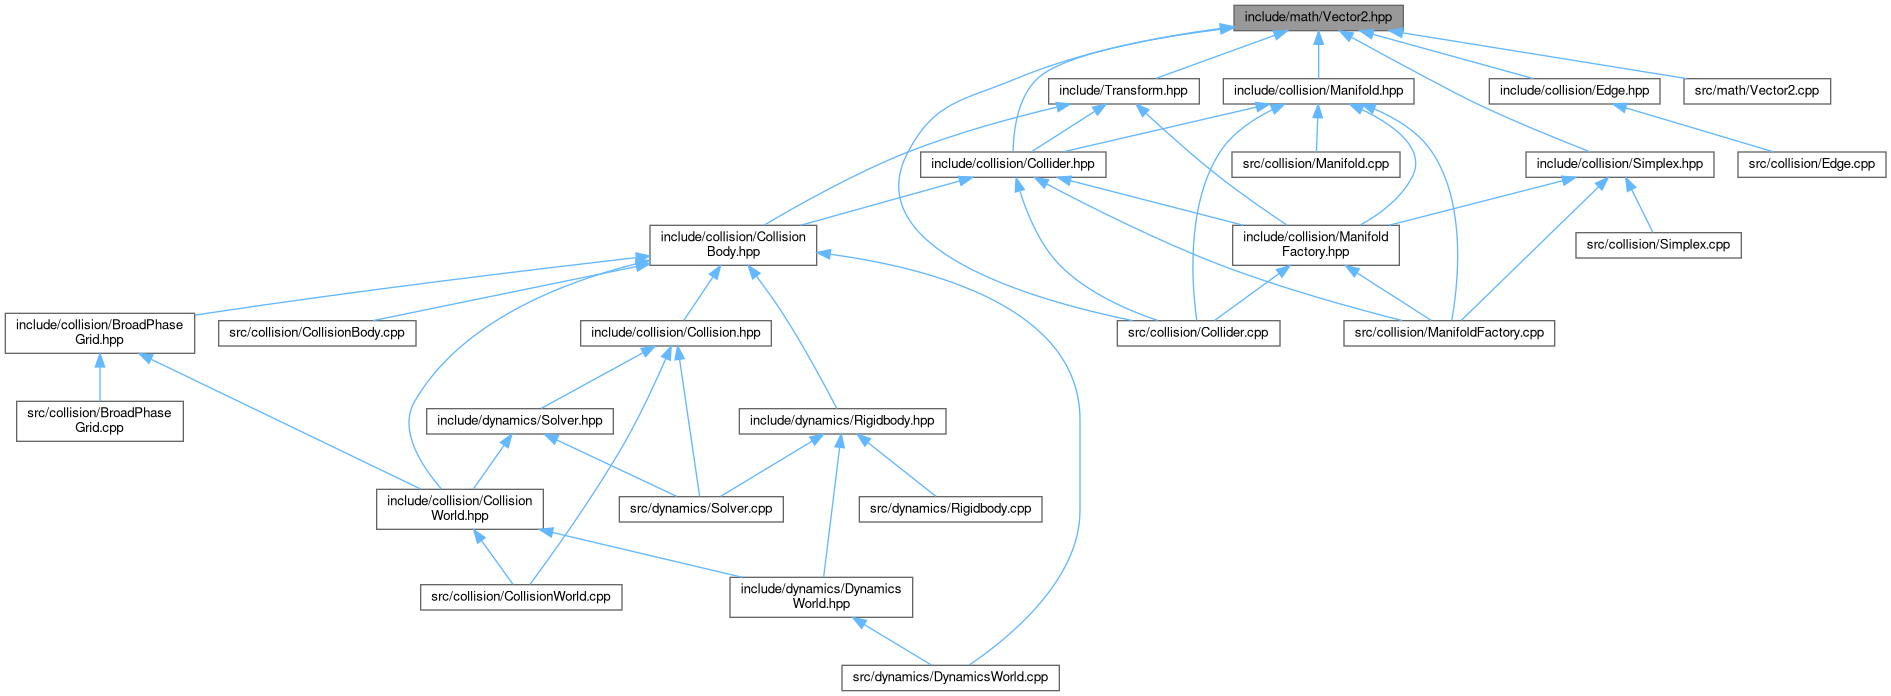 include/math/Vector2.hpp
include/Transform.hpp
include/collision/Manifold.hpp
include/collision/Edge.hpp
src/math/Vector2.cpp
include/collision/Collider.hpp
src/collision/Manifold.cpp
include/collision/Simplex.hpp
src/collision/Edge.cpp
include/collision/Collision
Body.hpp
include/collision/Manifold
Factory.hpp
src/collision/Simplex.cpp
include/collision/BroadPhase
Grid.hpp
src/collision/CollisionBody.cpp
include/collision/Collision.hpp
src/collision/Collider.cpp
src/collision/ManifoldFactory.cpp
src/collision/BroadPhase
Grid.cpp
include/dynamics/Solver.hpp
include/dynamics/Rigidbody.hpp
include/collision/Collision
World.hpp
src/dynamics/Solver.cpp
src/dynamics/Rigidbody.cpp
src/collision/CollisionWorld.cpp
include/dynamics/Dynamics
World.hpp
src/dynamics/DynamicsWorld.cpp